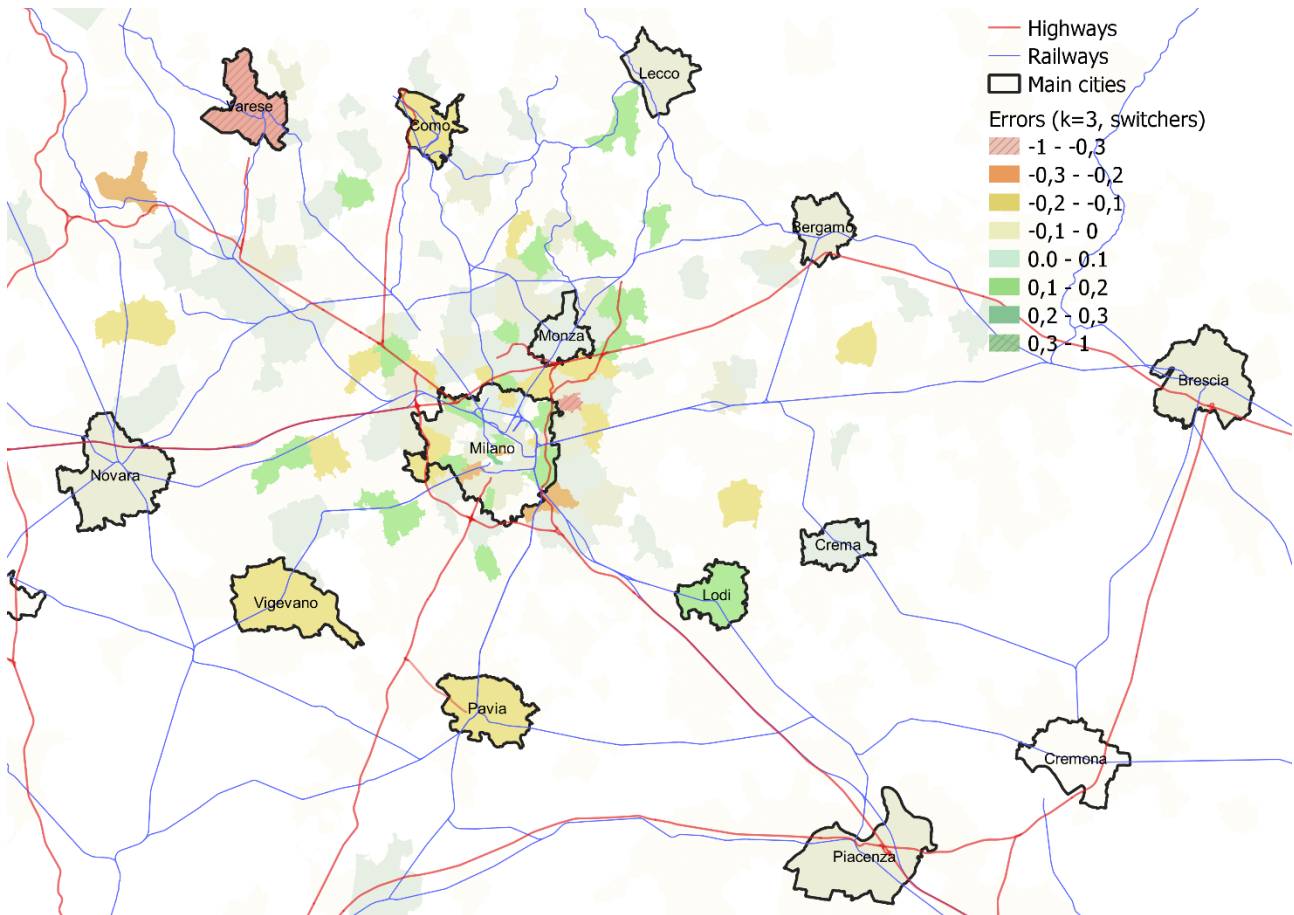 Highways
Railways
Main cities
Errors (k=3, switchers)
-1 - -0,3
-0,3 - -0,2
-0,2 - -0,1
-0,1 - 0
0.0 - 0.1
0,1 - 0,2
0,2 - 0,3
0,3 - 1
Lecco
Varese
Como
Bergamo
Monza
Brescia
Milano
Novara
Crema
Lodi
Vigevano
Pavia
Cremona
Piacenza